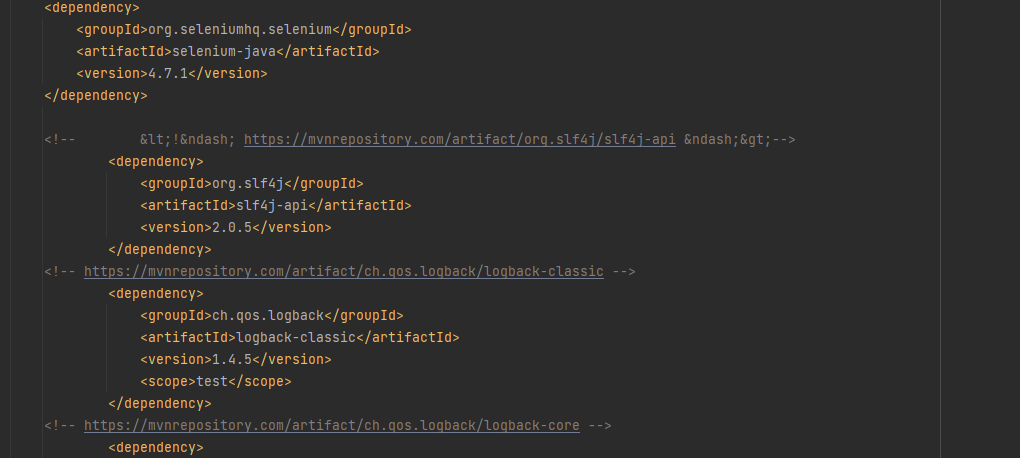 <dependency>
<groupId>org.seleniumhq.selenium</groupId>
<artifactId>selenium-java</artifactId>
<version>4.7.1</version>
</dependency>
<!-- &lt;!&ndash; https://mvnrepository.com/artifact/org.slf4j/slf4j-api &ndash;&gt;-->
<dependency>
<groupId>org.slf4j</groupId>
<artifactId>slf4j-api</artifactId>
<version>2.0.5</version>
</dependency>
<!-- https://mvnrepository.com/artifact/ch.qos.logback/logback-classic -->
<dependency>
<groupId>ch.qos.logback</groupId>
<artifactId>logback-classic</artifactId>
<version>1.4.5</version>
<scope>test</scope>
</dependency>
<!-- https://mvnrepository.com/artifact/ch.qos.logback/logback-core -->
<dependency>